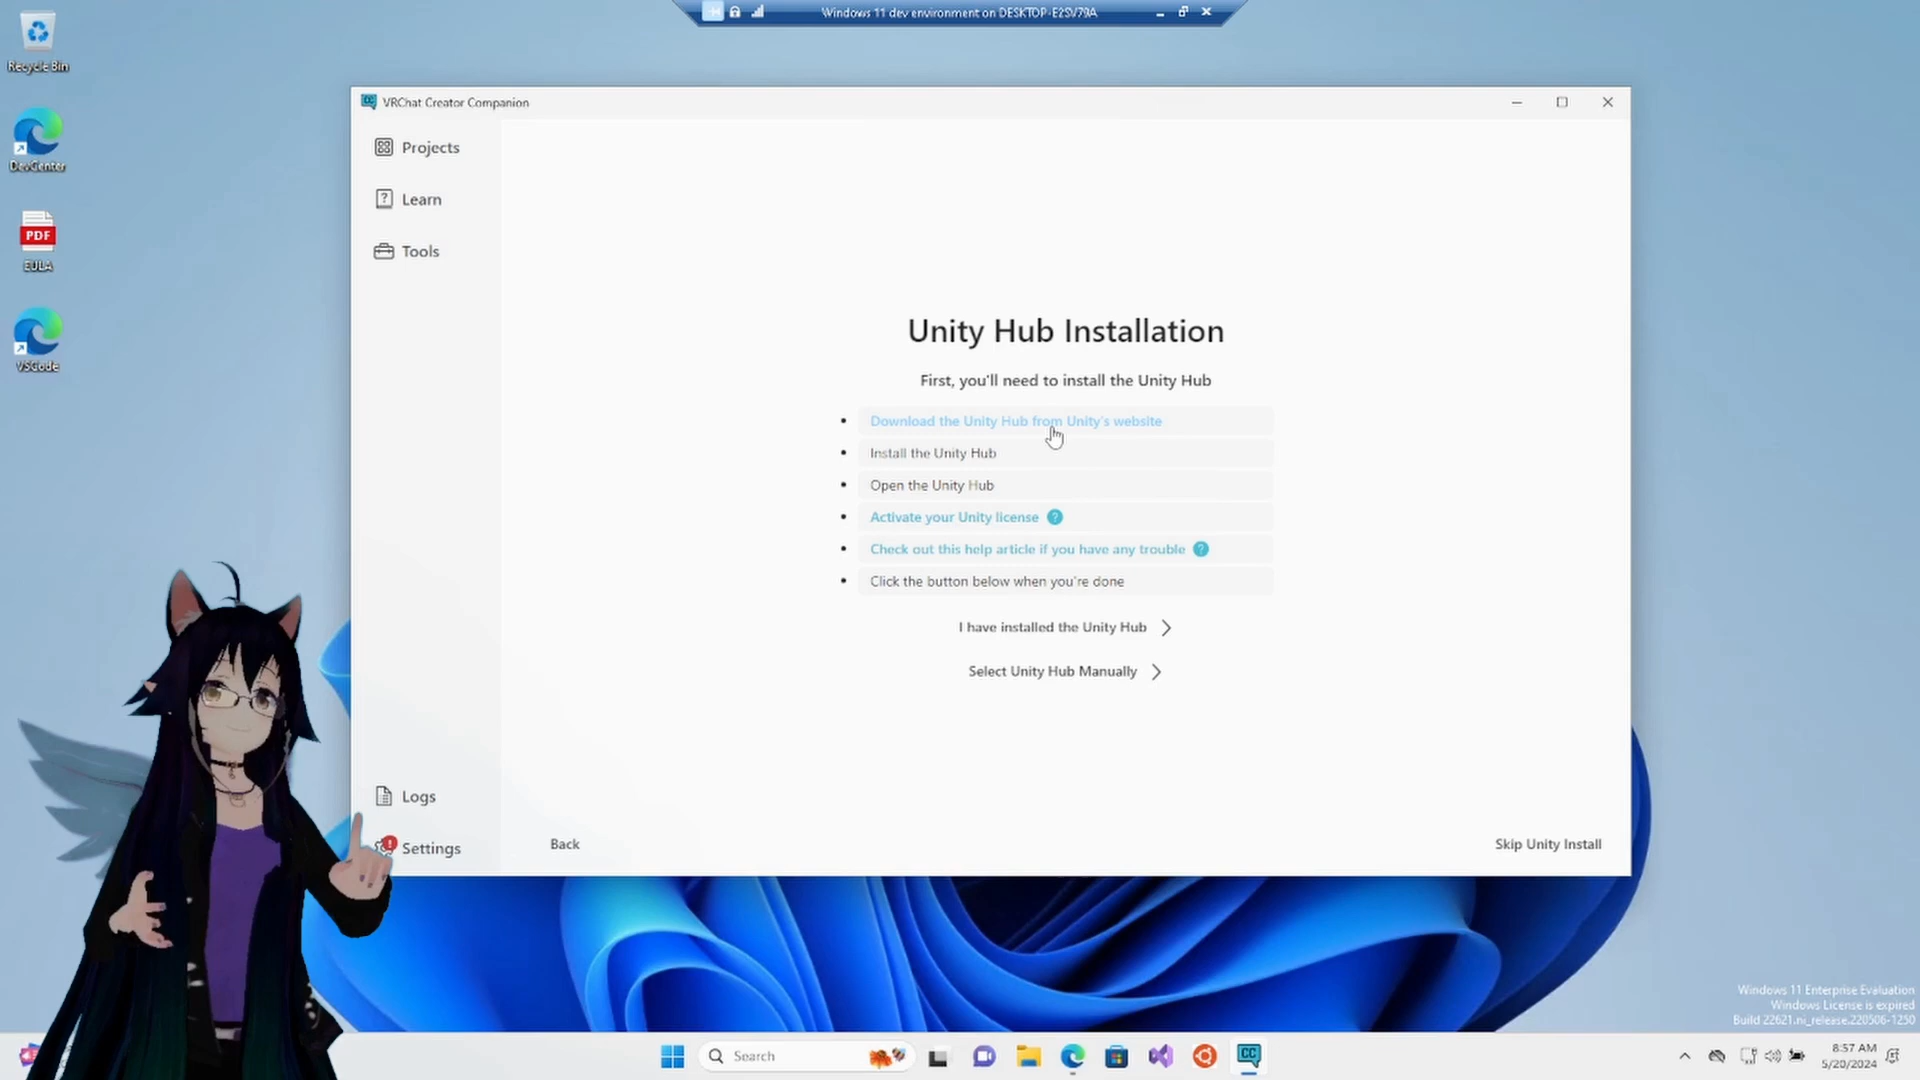 Windows 11 dev environment on DESKTOP-E2SV79A
Recycle Bin
DevCenter
PDF
EULA
VSCode
CC
VRChat Creator Companion
Projects
Learn
Tools
Logs
Settings
Unity Hub Installation
First, you'll need to install the Unity Hub
Download the Unity Hub from Unity's website
Install the Unity Hub
Open the Unity Hub
Activate your Unity license ?
Check out this help article if you have any trouble ?
Click the button below when you're done
I have installed the Unity Hub
Select Unity Hub Manually
Back
Skip Unity Install
Windows 11 Enterprise Evaluation
Windows License is expired
Build 22621.ni_release.220506-1250
Search
CC
8:57 AM
5/20/2024